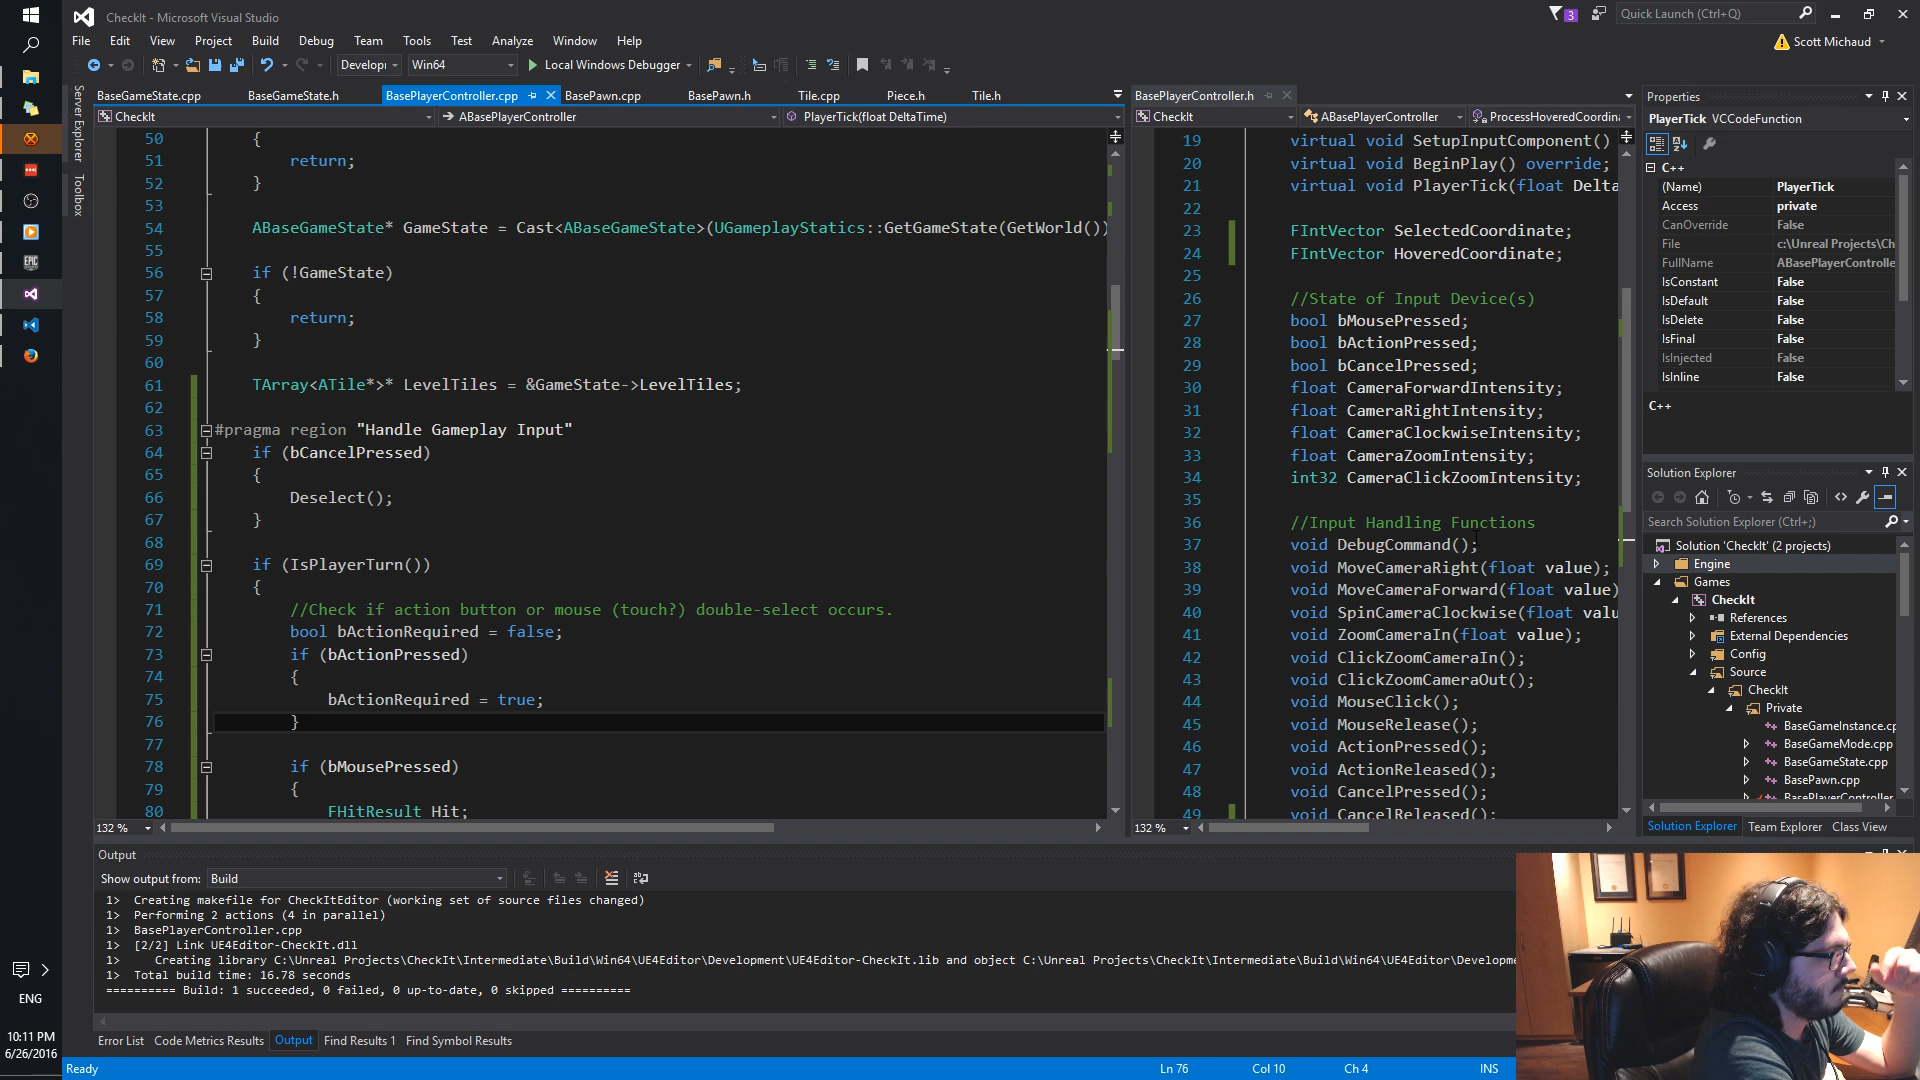 CheckIt - Microsoft Visual Studio
3
Quick Launch (Ctrl+Q)
File Edit View Project Build Debug Team Tools Test Analyze Window Help
Scott Michaud
Develop Win64 Local Windows Debugger
Server Explorer
Toolbox
BaseGameState.cpp BaseGameState.h BasePlayerController.cpp BasePawn.cpp BasePawn.h Tile.cpp Piece.h Tile.h
CheckIt ABasePlayerController PlayerTick(float DeltaTime)
50 {
51 return;
52 }
53
54 ABaseGameState* GameState = Cast<ABaseGameState>(UGameplayStatics::GetGameState(GetWorld())
55
56 if (!GameState)
57 {
58 return;
59 }
60
61 TArray<ATile*>* LevelTiles = &GameState->LevelTiles;
62
63 #pragma region "Handle Gameplay Input"
64 if (bCancelPressed)
65 {
66 Deselect();
67 }
68
69 if (IsPlayerTurn())
70 {
71 //Check if action button or mouse (touch?) double-select occurs.
72 bool bActionRequired = false;
73 if (bActionPressed)
74 {
75 bActionRequired = true;
76 }
77
78 if (bMousePressed)
79 {
80 FHitResult Hit;
132 %
BasePlayerController.h
CheckIt ABasePlayerController ProcessHoveredCoordina
19 virtual void SetupInputComponent()
20 virtual void BeginPlay() override;
21 virtual void PlayerTick(float Delta
22
23 FIntVector SelectedCoordinate;
24 FIntVector HoveredCoordinate;
25
26 //State of Input Device(s)
27 bool bMousePressed;
28 bool bActionPressed;
29 bool bCancelPressed;
30 float CameraForwardIntensity;
31 float CameraRightIntensity;
32 float CameraClockwiseIntensity;
33 float CameraZoomIntensity;
34 int32 CameraClickZoomIntensity;
35
36 //Input Handling Functions
37 void DebugCommand();
38 void MoveCameraRight(float value);
39 void MoveCameraForward(float value)
40 void SpinCameraClockwise(float valu
41 void ZoomCameraIn(float value);
42 void ClickZoomCameraIn();
43 void ClickZoomCameraOut();
44 void MouseClick();
45 void MouseRelease();
46 void ActionPressed();
47 void ActionReleased();
48 void CancelPressed();
49 void CancelReleased();
132 %
Properties
PlayerTick VCCodeFunction
C++
(Name) PlayerTick
Access private
CanOverride False
File c:\Unreal Projects\Ch
FullName ABasePlayerControlle
IsConstant False
IsDefault False
IsDelete False
IsFinal False
IsInjected False
IsInline False
C++
Solution Explorer
Search Solution Explorer (Ctrl+;)
Solution 'CheckIt' (2 projects)
Engine
Games
CheckIt
References
External Dependencies
Config
Source
CheckIt
Private
BaseGameInstance.cp
BaseGameMode.cpp
BaseGameState.cpp
BasePawn.cpp
BasePlayerController
Solution Explorer Team Explorer Class View
Output
Show output from: Build
1> Creating makefile for CheckItEditor (working set of source files changed)
1> Performing 2 actions (4 in parallel)
1> BasePlayerController.cpp
1> [2/2] Link UE4Editor-CheckIt.dll
1> Creating library C:\Unreal Projects\CheckIt\Intermediate\Build\Win64\UE4Editor\Development\UE4Editor-CheckIt.lib and object C:\Unreal Projects\CheckIt\Intermediate\Build\Win64\UE4Editor\Developme
1> Total build time: 16.78 seconds
========== Build: 1 succeeded, 0 failed, 0 up-to-date, 0 skipped ==========
Error List Code Metrics Results Output Find Results 1 Find Symbol Results
Ready Ln 76 Col 10 Ch 4 INS
EPIC
ENG
10:11 PM
6/26/2016